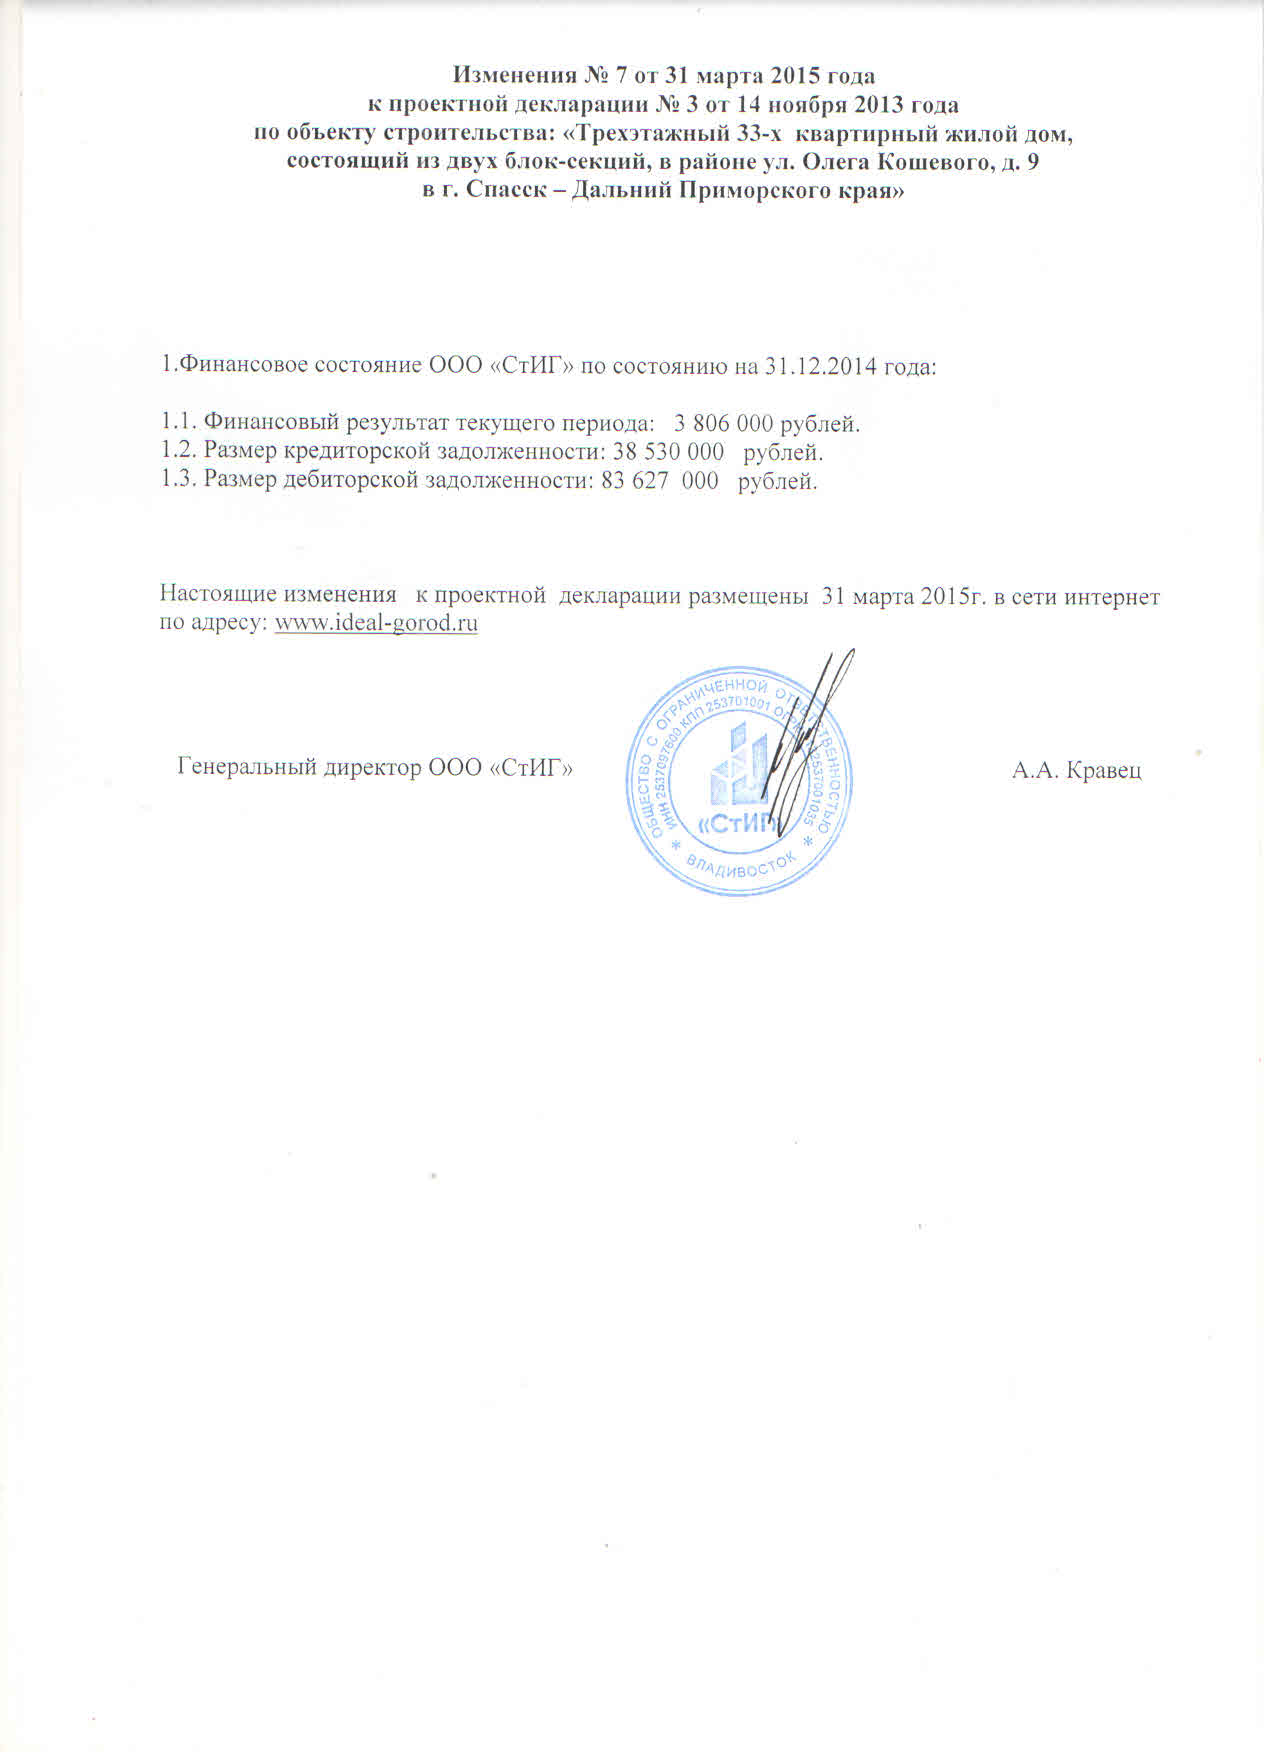 Изменения № 7 от 31 марта 2015 года
к проектной декларации № 3 от 14 ноября 2013 года
по объекту строительства: «Трехэтажный 33-х квартирный жилой дом,
состоящий из двух блок-секций, в районе ул. Олега Кошевого, д. 9
в г. Спасск – Дальний Приморского края»
1.Финансовое состояние ООО «СтИГ» по состоянию на 31.12.2014 года:
1.1. Финансовый результат текущего периода: 3 806 000 рублей.
1.2. Размер кредиторской задолженности: 38 530 000 рублей.
1.3. Размер дебиторской задолженности: 83 627 000 рублей.
Настоящие изменения к проектной декларации размещены 31 марта 2015г. в сети интернет
по адресу: www.ideal-gorod.ru
Генеральный директор ООО «СтИГ»
А.А. Кравец
ОБЩЕСТВО С ОГРАНИЧЕННОЙ ОТВЕТСТВЕННОСТЬЮ
ИНН 2537097600 КПП 253701001
«СтИГ»
* ВЛАДИВОСТОК *